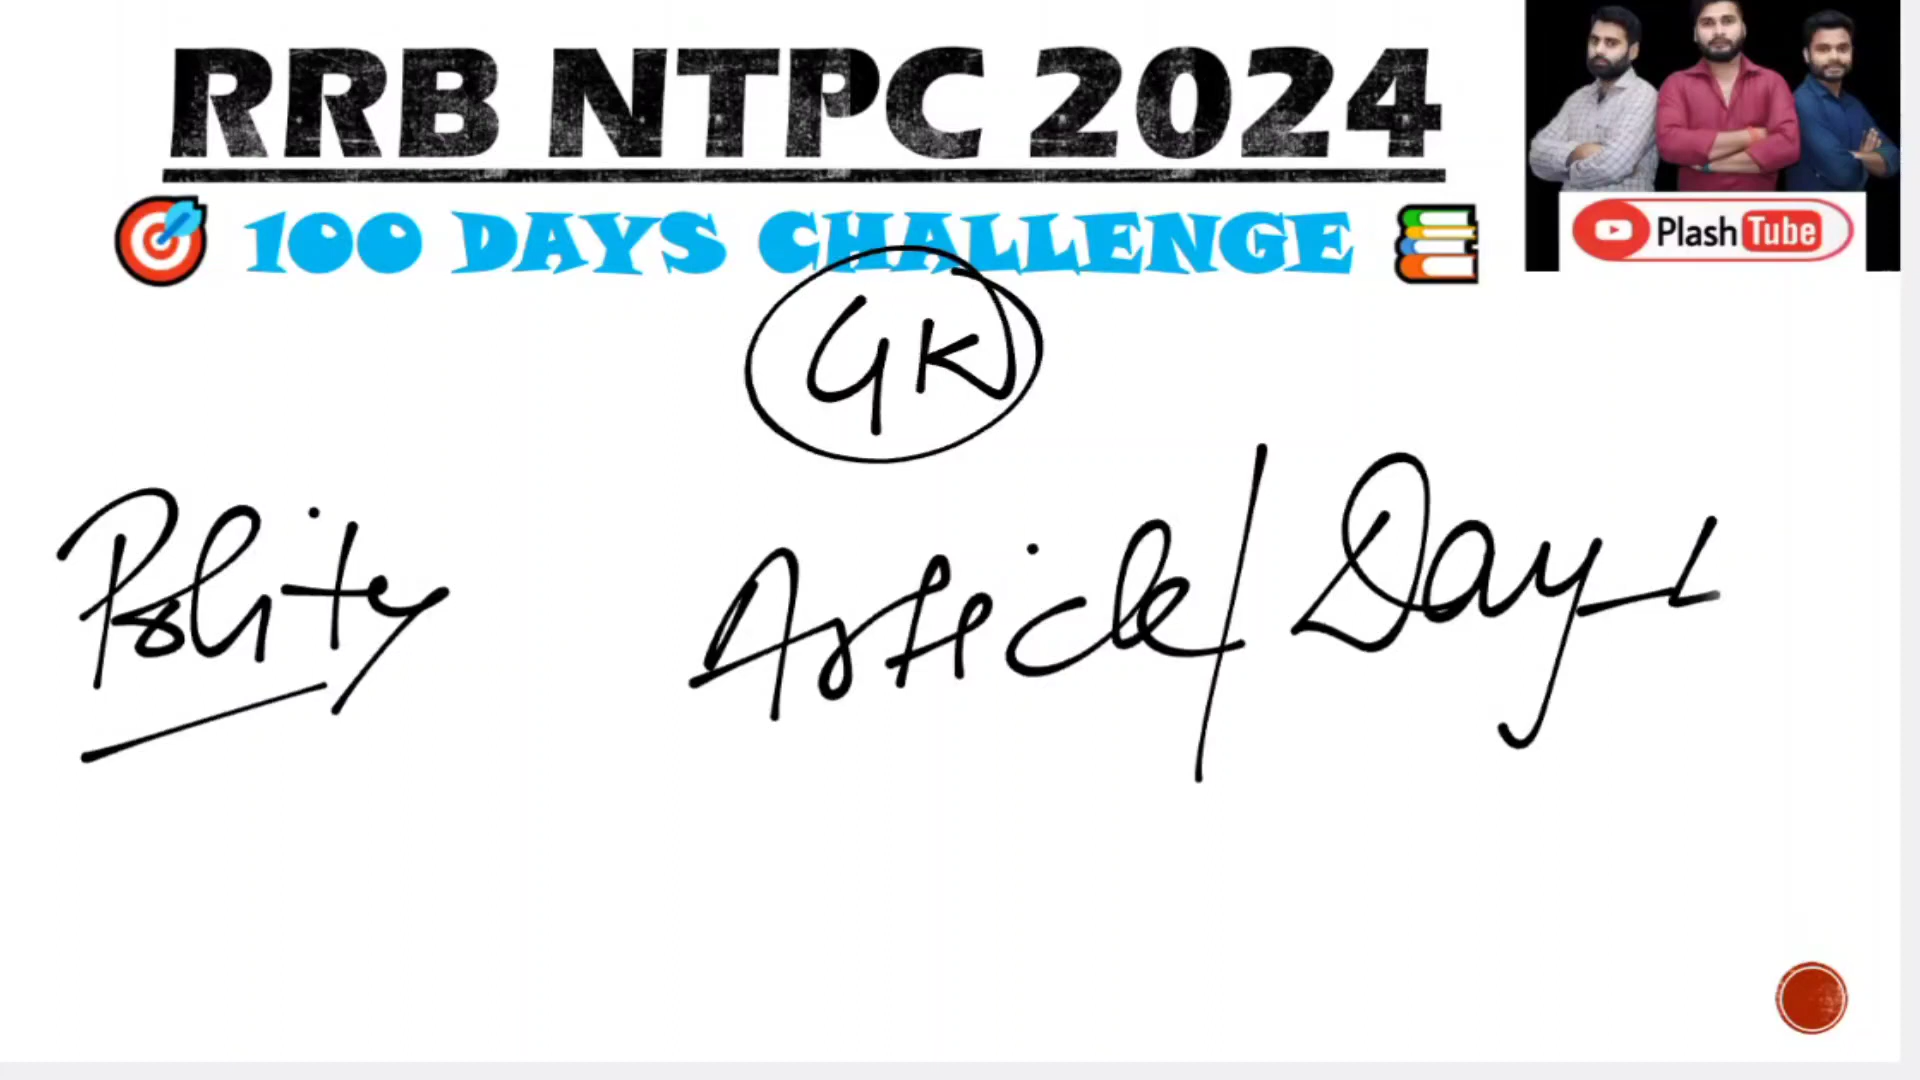 RRB NTPC 2024
100 DAYS CHALLENGE
Plash Tube
GK
Polity
Article / Day - 1